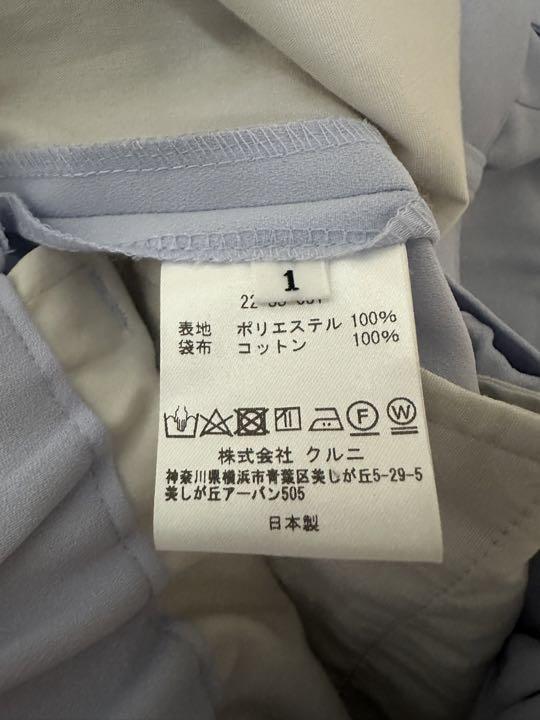 1
表地 ポリエステル 100%
袋布 コットン 100%
F W
株式会社 クルニ
神奈川県横浜市青葉区美しが丘5-29-5
美しが丘アーバン505
日本製